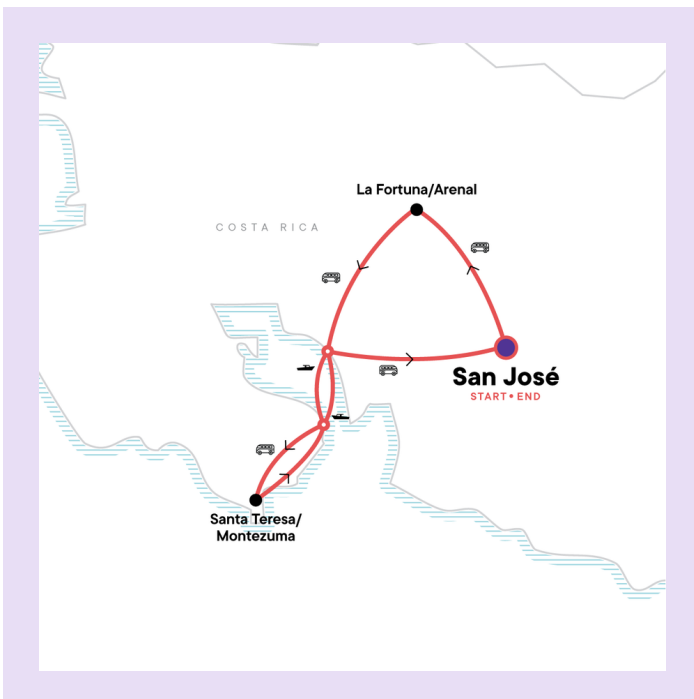 La Fortuna/Arenal
COSTA RICA
San José
START•END
Santa Teresa/
Montezuma